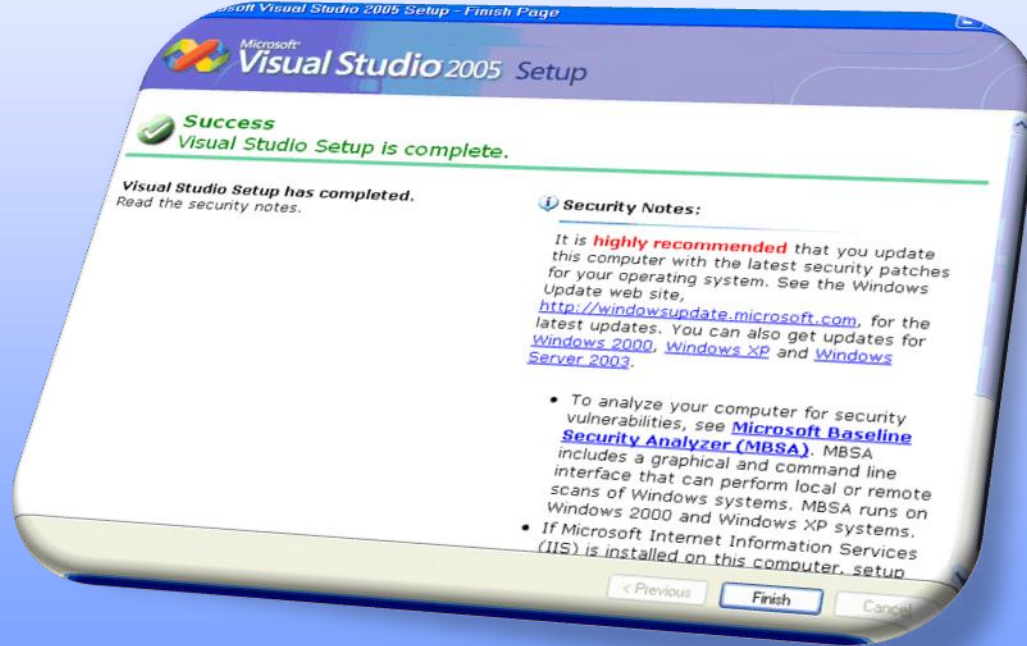 soft Visual Studio 2005 Setup - Finish Page
Microsoft
Visual Studio 2005 Setup
Success
Visual Studio Setup is complete.
Visual Studio Setup has completed.
Read the security notes.
Security Notes:
It is highly recommended that you update
this computer with the latest security patches
for your operating system. See the Windows
Update web site,
http://windowsupdate.microsoft.com, for the
latest updates. You can also get updates for
Windows 2000, Windows XP and Windows
Server 2003.
• To analyze your computer for security
vulnerabilities, see Microsoft Baseline
Security Analyzer (MBSA). MBSA
includes a graphical and command line
interface that can perform local or remote
scans of Windows systems. MBSA runs on
Windows 2000 and Windows XP systems.
• If Microsoft Internet Information Services
(IIS) is installed on this computer, setup
< Previous
Finish
Cancel